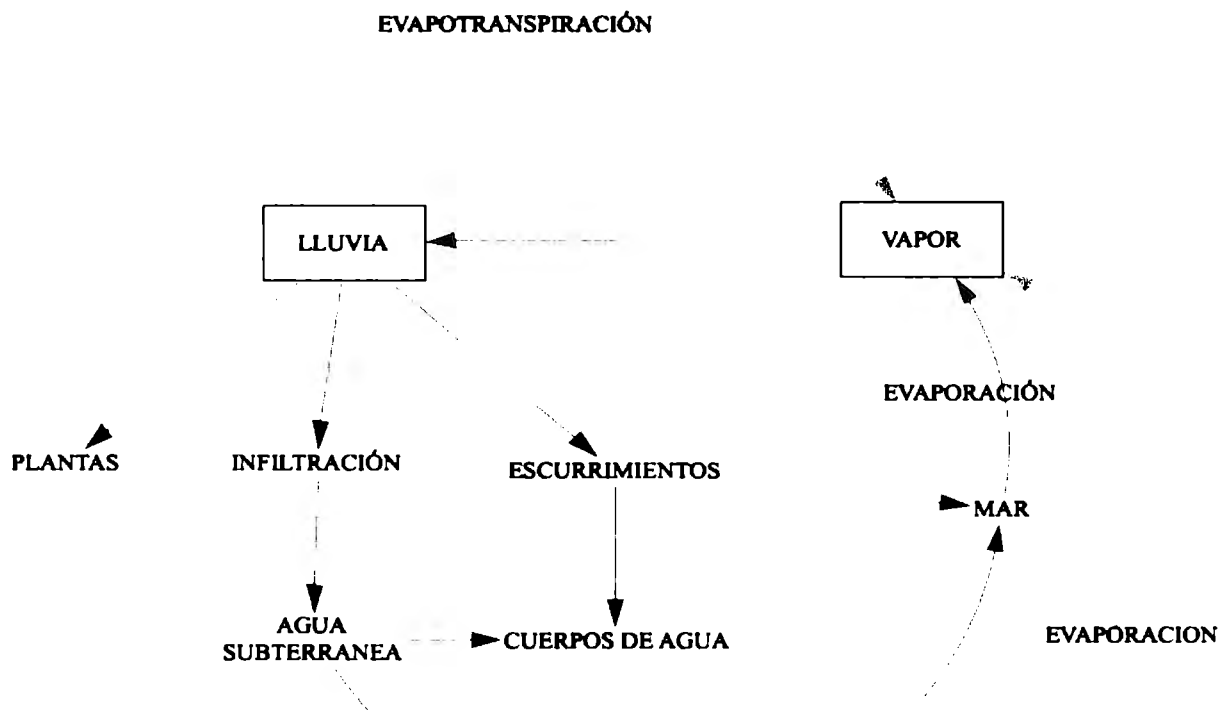 EVAPOTRANSPIRACIÓN
LLUVIA
VAPOR
EVAPORACIÓN
PLANTAS
INFILTRACIÓN
ESCURRIMIENTOS
MAR
AGUA
SUBTERRANEA
CUERPOS DE AGUA
EVAPORACION